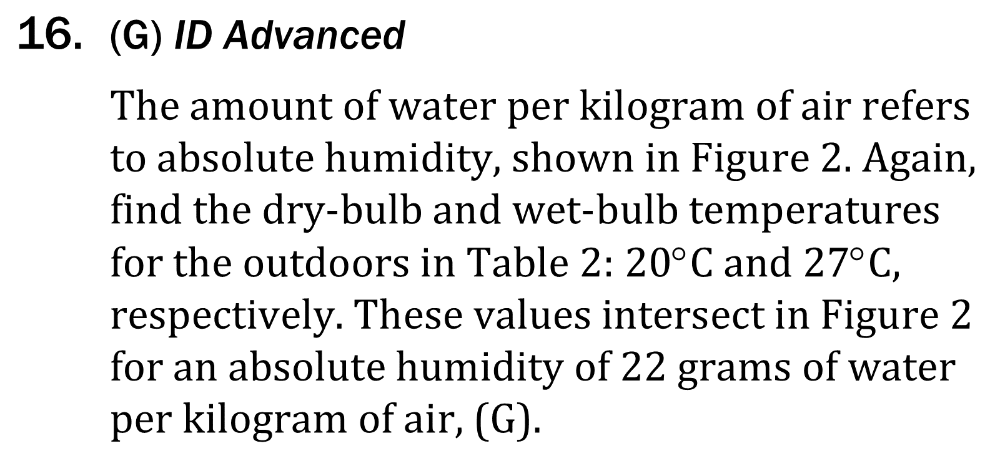 16. (G) ID Advanced
The amount of water per kilogram of air refers
to absolute humidity, shown in Figure 2. Again,
find the dry-bulb and wet-bulb temperatures
for the outdoors in Table 2: 20°C and 27°C,
respectively. These values intersect in Figure 2
for an absolute humidity of 22 grams of water
per kilogram of air, (G).